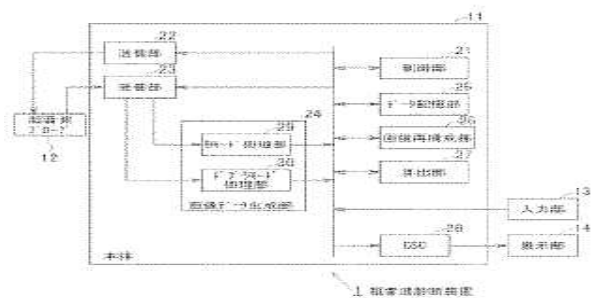 11
22
送信部
23
受信部
21
制御部
25
データ記憶部
24
26
画像再構成部
29
Bモード処理部
27
算出部
30
ドプラモード
処理部
画像データ生成部
超音波
プローブ
12
13
入力部
28
DSC
14
表示部
本体
1 超音波診断装置